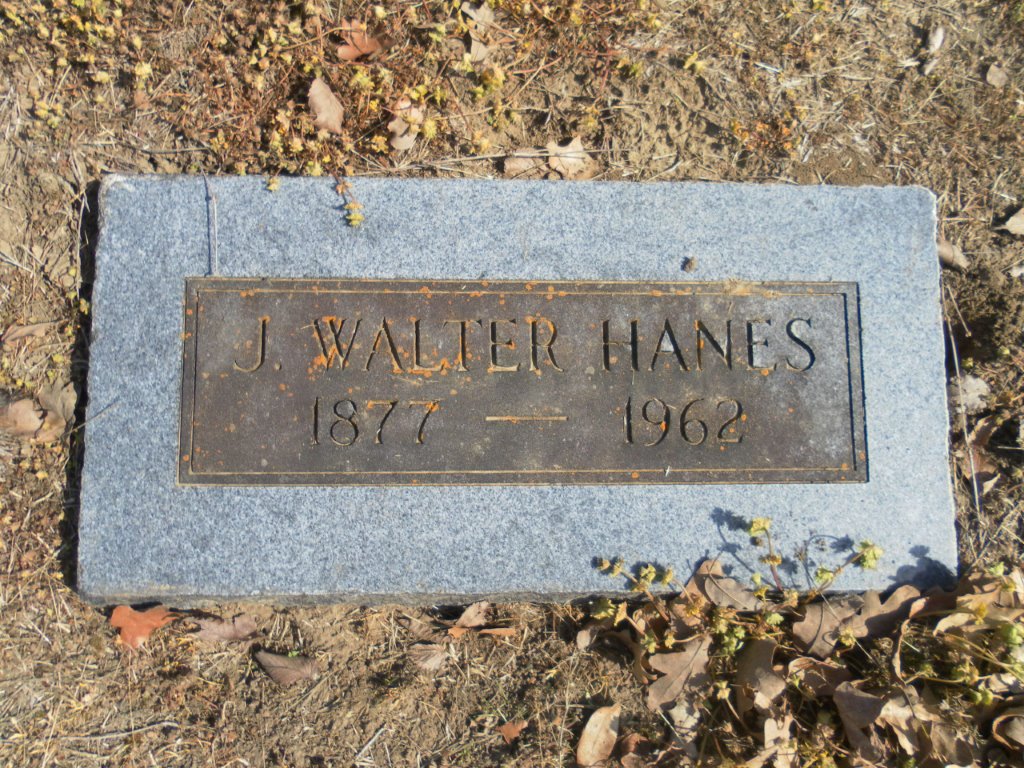 J. WALTER HANES
1877 — 1962